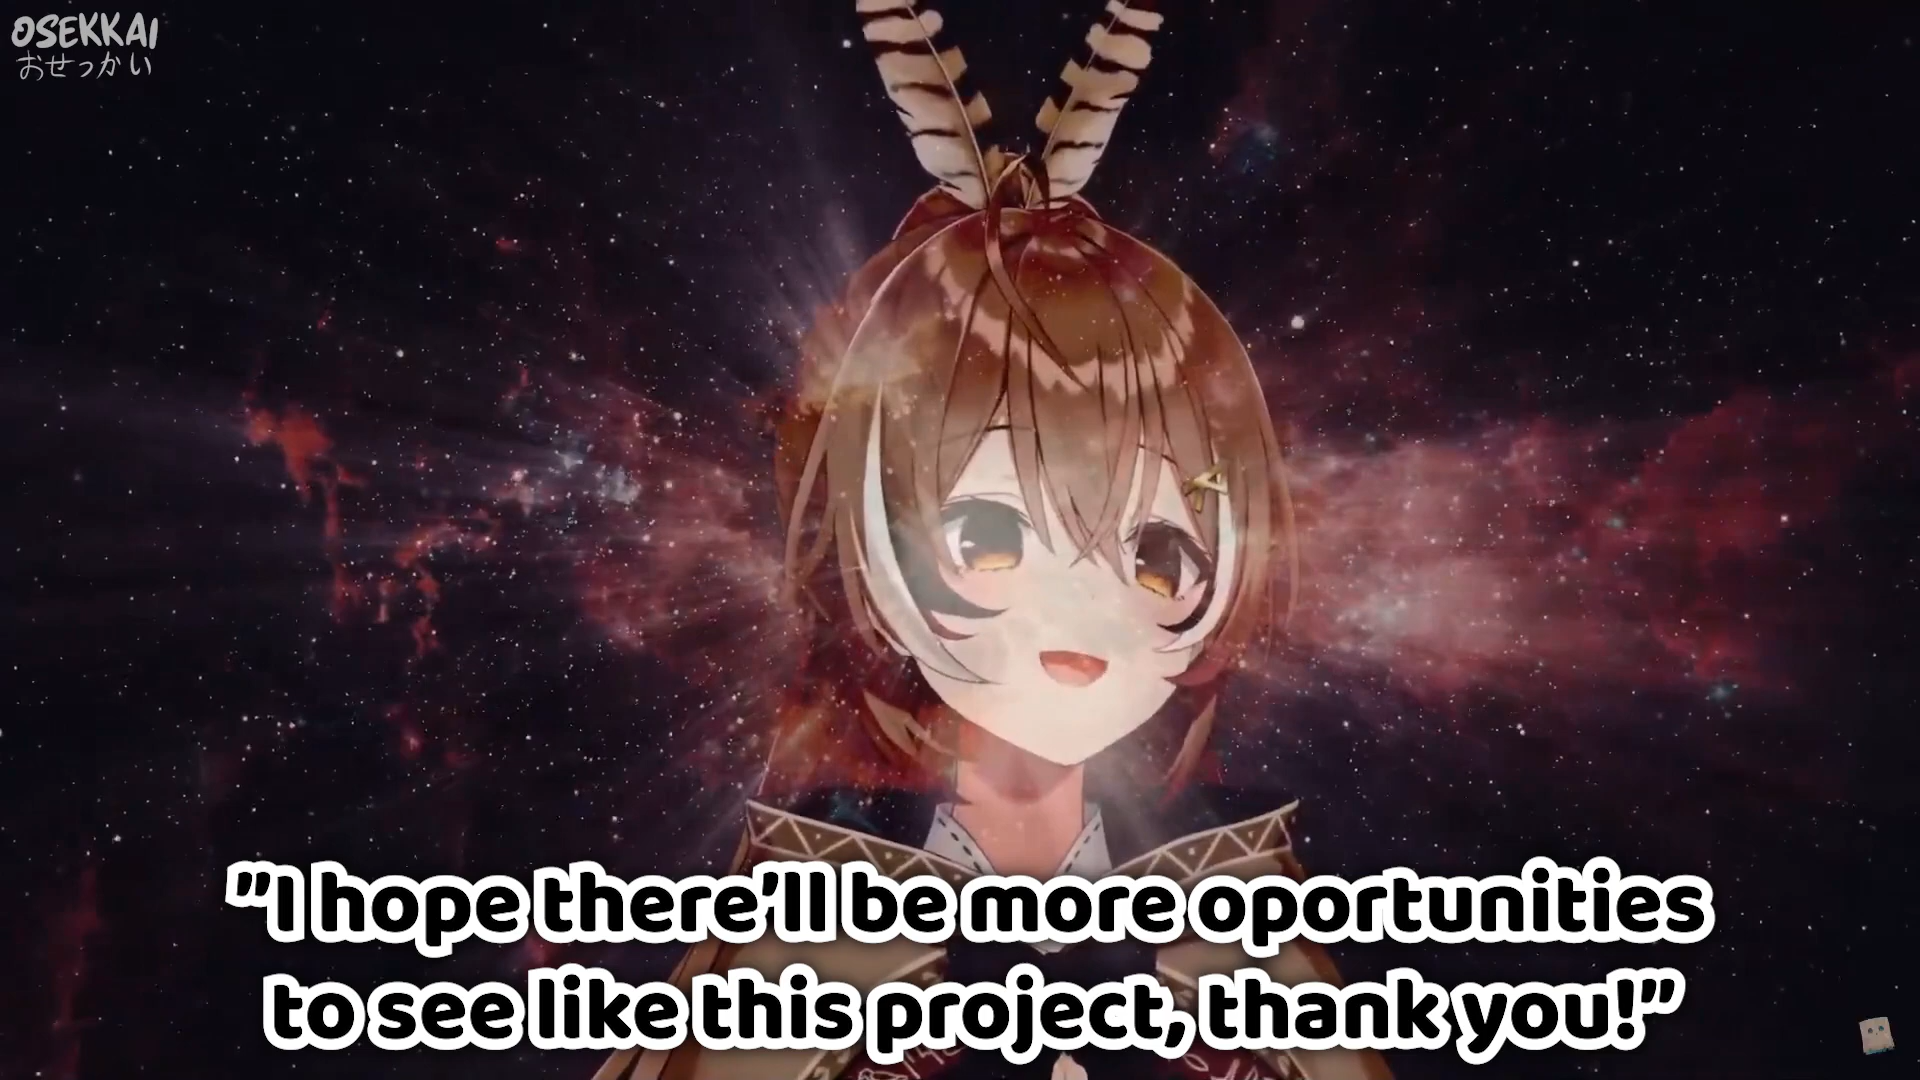 OSEKKAI
おせっかい
"I hope there'll be more oportunities
to see like this project, thank you!"